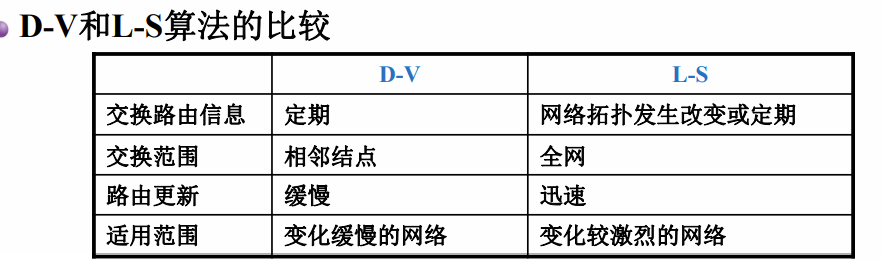 D-V和L-S算法的比较
D-V L-S
交换路由信息 定期 网络拓扑发生改变或定期
交换范围 相邻结点 全网
路由更新 缓慢 迅速
适用范围 变化缓慢的网络 变化较激烈的网络